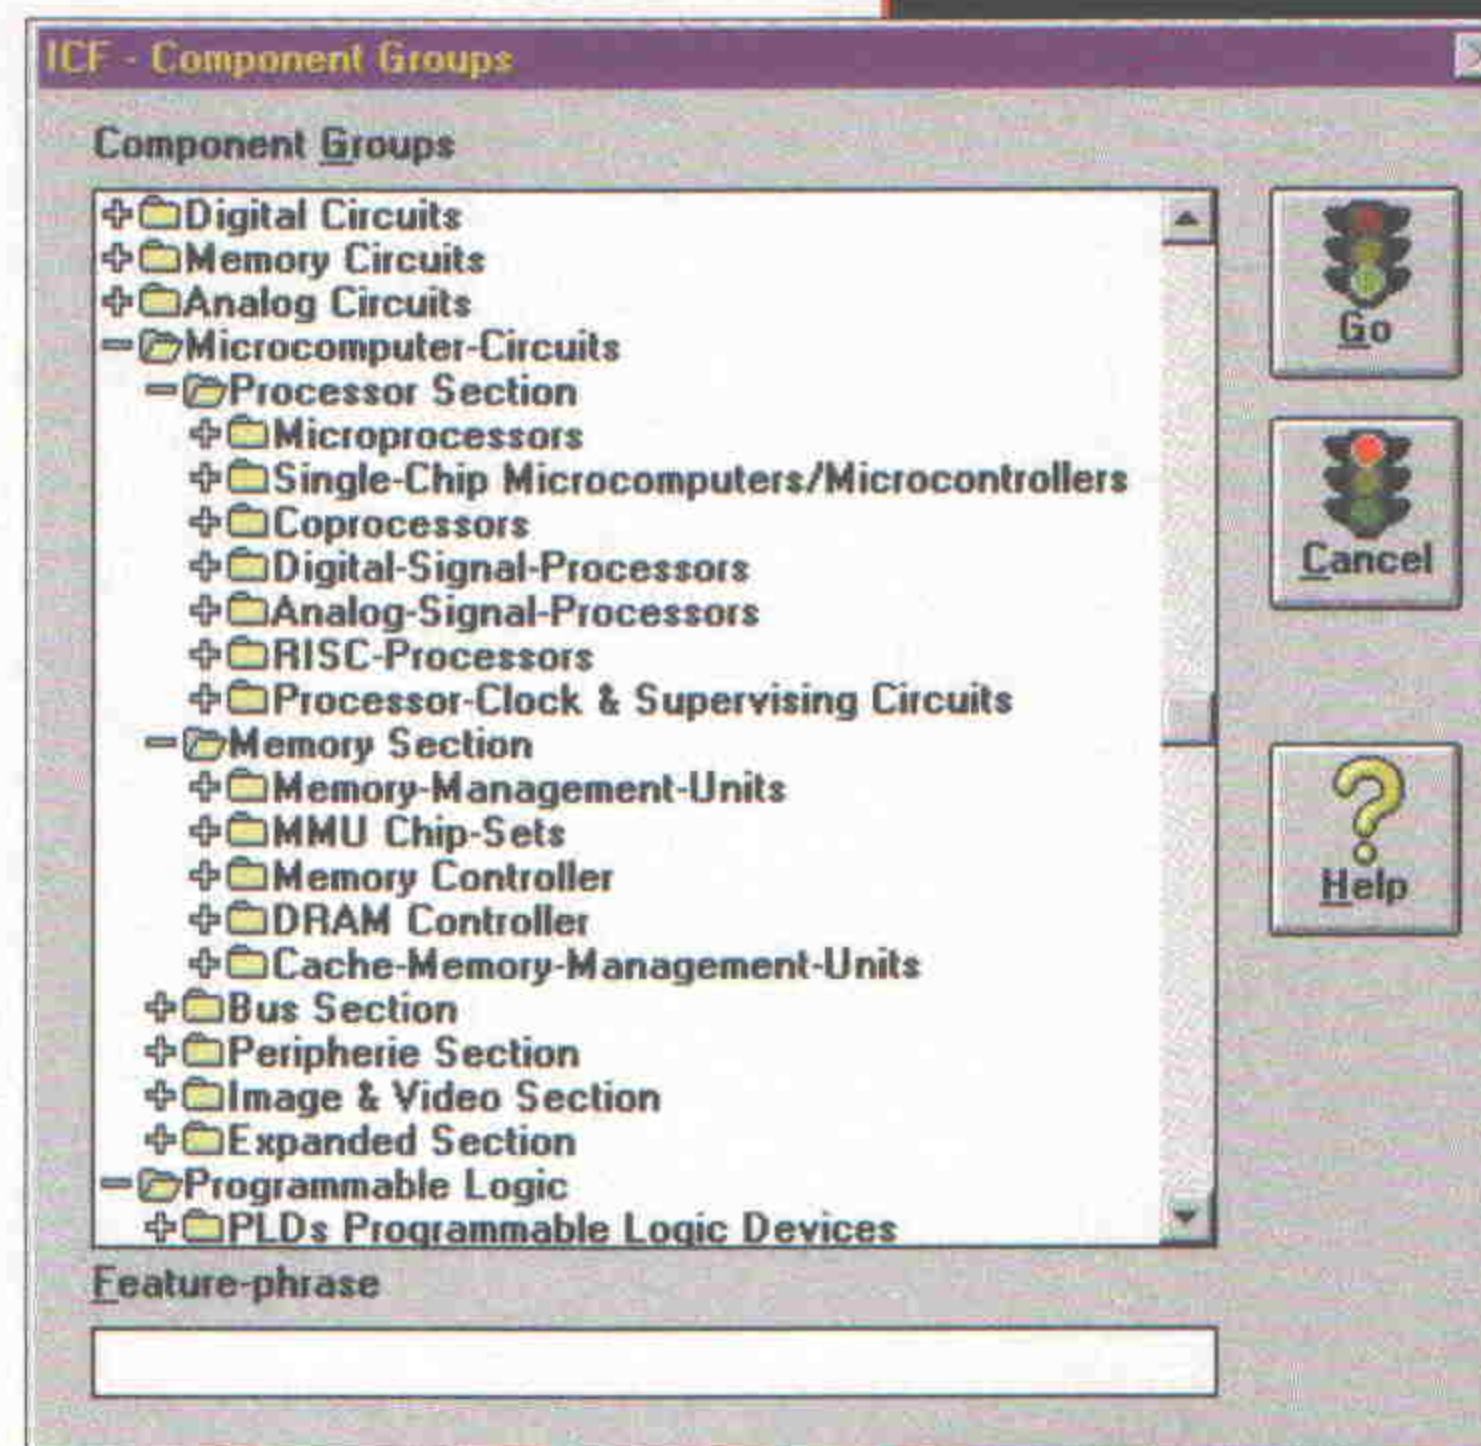 ICF - Component Groups
Component Groups
Digital Circuits
Memory Circuits
Analog Circuits
Microcomputer-Circuits
Processor Section
Microprocessors
Single-Chip Microcomputers/Microcontrollers
Coprocessors
Digital-Signal-Processors
Analog-Signal-Processors
RISC-Processors
Processor-Clock & Supervising Circuits
Memory Section
Memory-Management-Units
MMU Chip-Sets
Memory Controller
DRAM Controller
Cache-Memory-Management-Units
Bus Section
Peripherie Section
Image & Video Section
Expanded Section
Programmable Logic
PLDs Programmable Logic Devices
Feature-phrase
Go
Cancel
Help